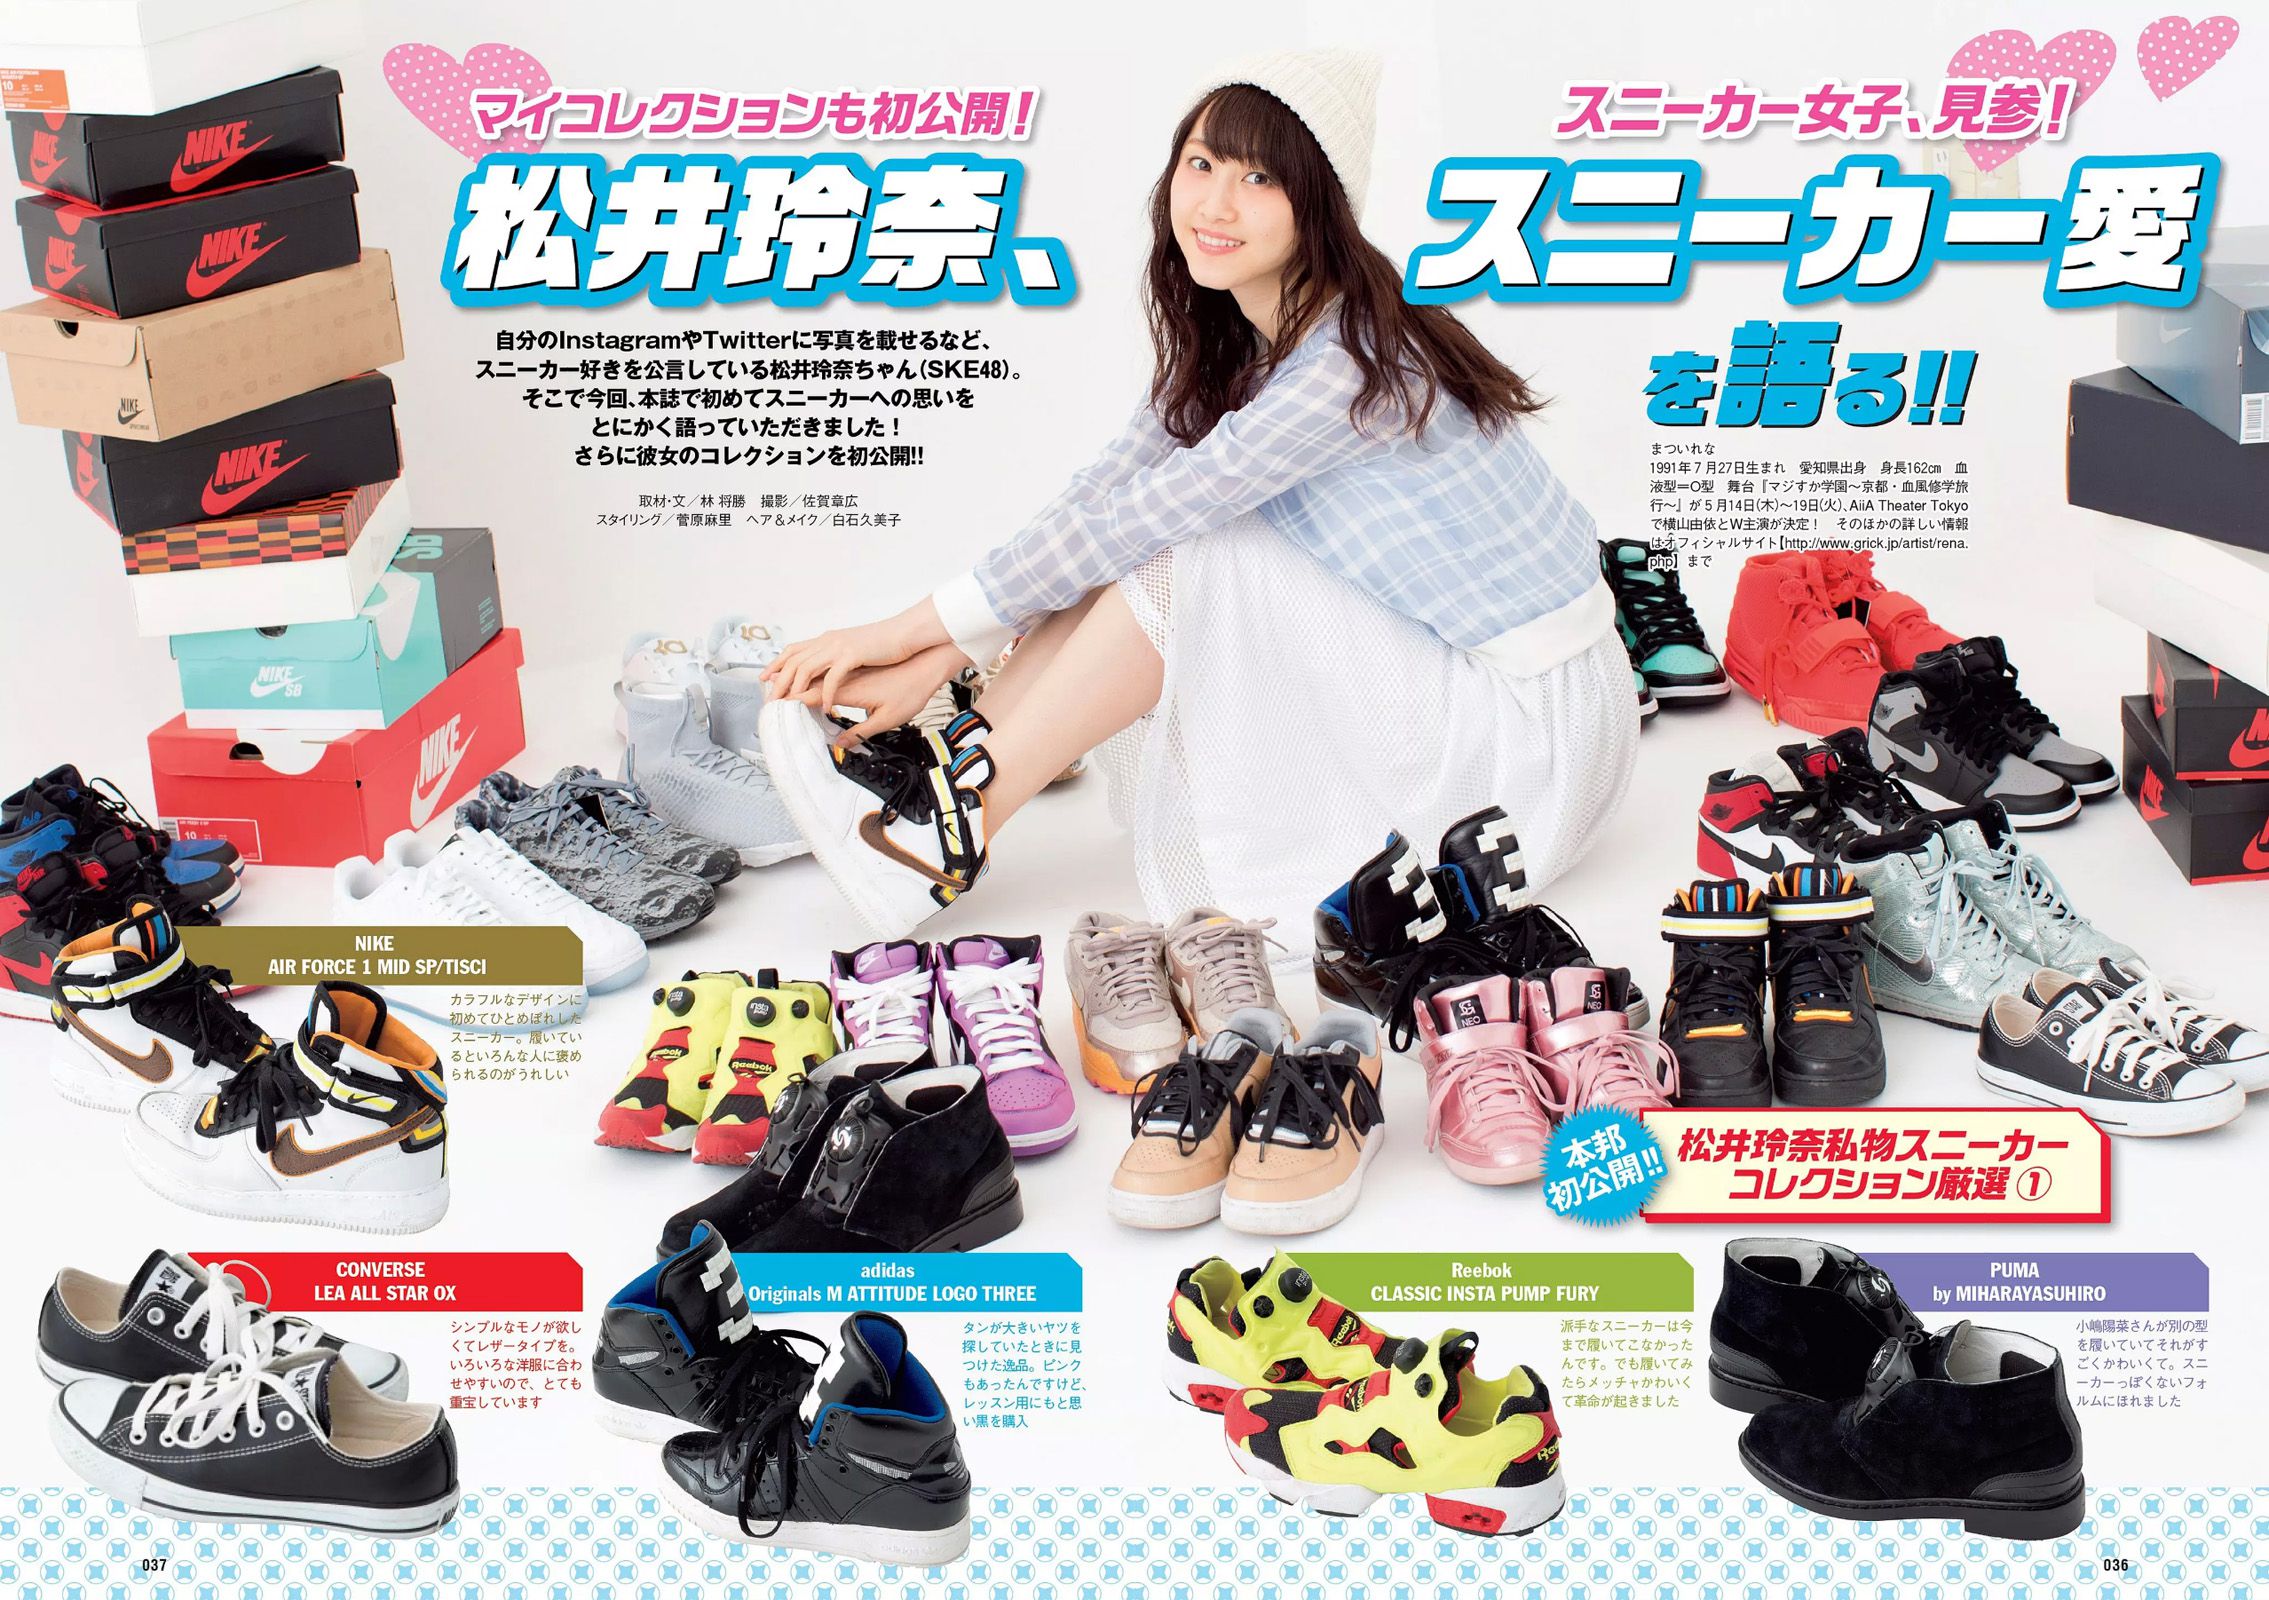 マイコレクションも初公開!
スニーカー女子、見参!
松井玲奈、
スニーカー愛
を語る!!
自分のInstagramやTwitterに写真を載せるなど、
スニーカー好きを公言している松井玲奈ちゃん(SKE48)。
そこで今回、本誌で初めてスニーカーへの思いを
とにかく語っていただきました!
さらに彼女のコレクションを初公開!!
取材・文/林 将勝 撮影/佐賀章広
スタイリング/菅原麻里 ヘア&メイク/白石久美子
まついれな
1991年7月27日生まれ 愛知県出身 身長162㎝ 血
液型=O型 舞台『マジすか学園〜京都・血風修学旅
行〜』が5月14日(木)〜19日(火)、AiiA Theater Tokyo
で横山由依とW主演が決定! そのほかの詳しい情報
はオフィシャルサイト【http://www.grick.jp/artist/rena.
php】まで
10
NIKE
NIKE
NIKE
NIKE
NIKE
SB
NIKE
SB
NIKE
10
NIKE
AIR FORCE 1 MID SP/TISCI
カラフルなデザインに
初めてひとめぼれした
スニーカー。履いてい
るといろんな人に褒め
られるのがうれしい
Reebok
Reebok
NEO
NEO
本邦
初公開!!
松井玲奈私物スニーカー
コレクション厳選①
CONVERSE
LEA ALL STAR OX
シンプルなモノが欲し
くてレザータイプを。
いろいろな洋服に合わ
せやすいので、とても
重宝しています
adidas
Originals M ATTITUDE LOGO THREE
タンが大きいヤツを
探していたときに見
つけた逸品。ピンク
もあったんですけど、
レッスン用にもと思
い黒を購入
Reebok
CLASSIC INSTA PUMP FURY
派手なスニーカーは今
まで履いてこなかった
んです。でも履いてみ
たらメッチャかわいく
て革命が起きました
PUMA
by MIHARAYASUHIRO
小嶋陽菜さんが別の型
を履いていてそれがす
ごくかわいくて。スニ
ーカーっぽくないフォ
ルムにほれました
037
036